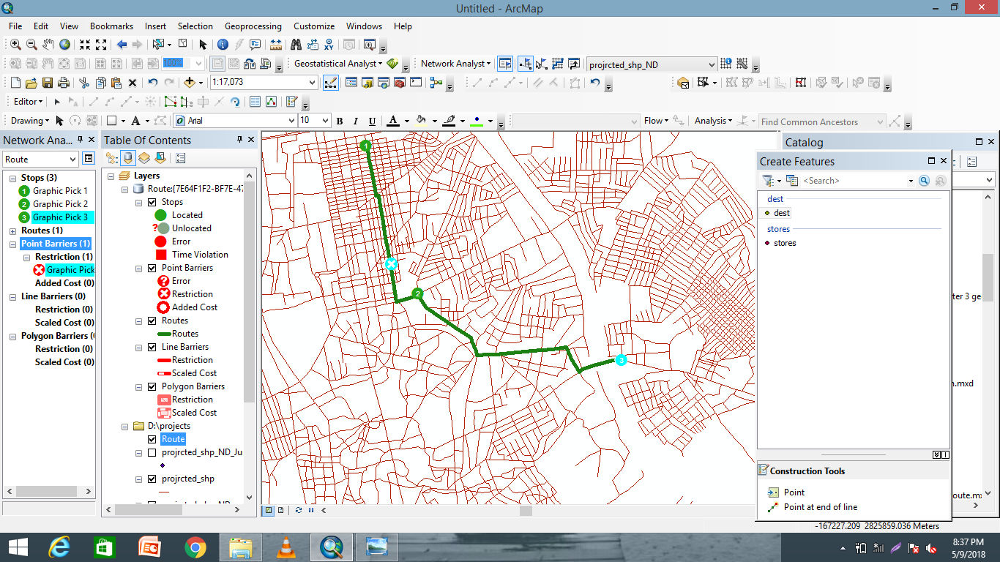 Untitled - ArcMap
File Edit View Bookmarks Insert Selection Geoprocessing Customize Windows Help
100% Geostatistical Analyst Network Analyst projrcted_shp_ND
1:17,073
Editor
Drawing A Arial 10 B I U A Flow Analysis Find Common Ancestors
Network Ana...
Route
Stops (3)
1 Graphic Pick 1
2 Graphic Pick 2
3 Graphic Pick 3
Routes (1)
Point Barriers (1)
Restriction (1)
Graphic Pick
Added Cost (0)
Line Barriers (0)
Restriction (0)
Scaled Cost (0)
Polygon Barriers (
Restriction (0)
Scaled Cost (0)
Table Of Contents
Layers
Route:{7E64F1F2-BF7E-47
Stops
Located
? Unlocated
Error
Time Violation
Point Barriers
? Error
Restriction
Added Cost
Routes
Routes
Line Barriers
Restriction
Scaled Cost
Polygon Barriers
Restriction
Scaled Cost
D:\projects
Route
projrcted_shp_ND_Ju
projrcted_shp
1
2
3
Catalog
Create Features
<Search>
dest
dest
stores
stores
ter 3 ge
n.mxd
Construction Tools
Point
Point at end of line
oute.m
-167227.209 2825859.036 Meters
8:37 PM
5/9/2018